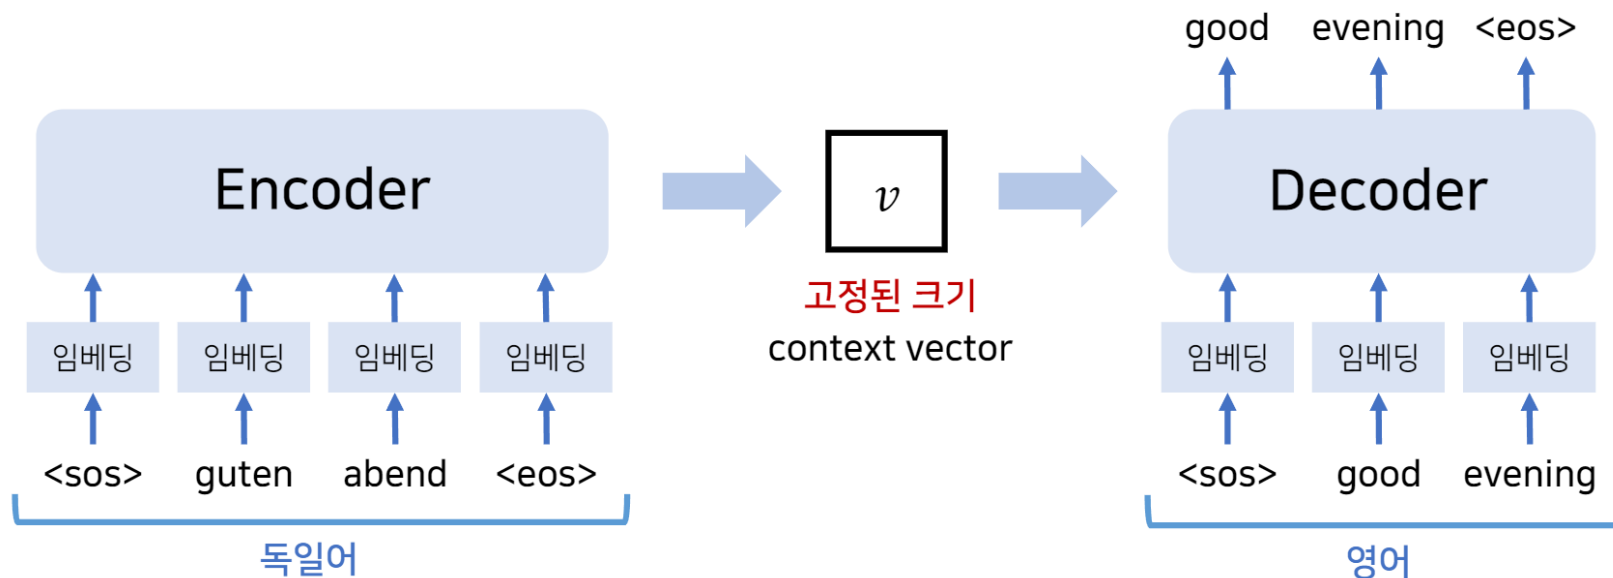 good evening <eos>
Encoder
v
Decoder
고정된 크기
context vector
임베딩 임베딩 임베딩 임베딩
임베딩 임베딩 임베딩
<sos> guten abend <eos>
<sos> good evening
독일어
영어